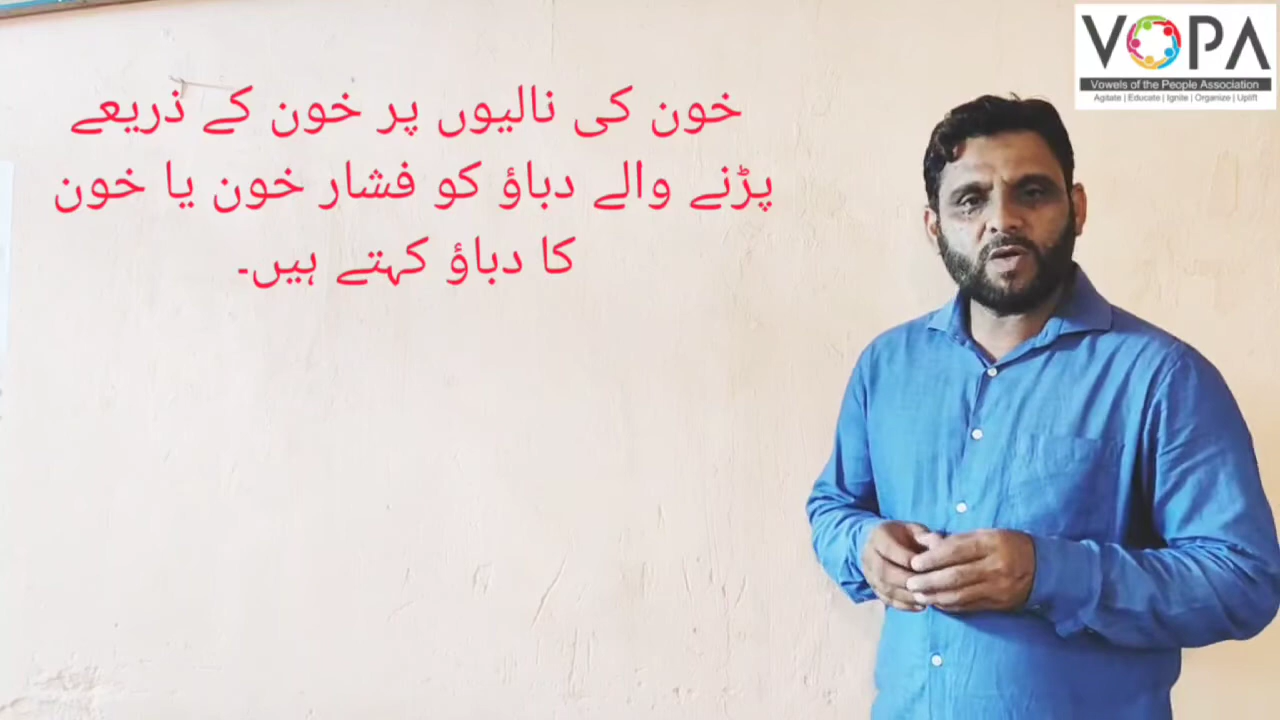 خون کی نالیوں پر خون کے ذریعے
پڑنے والے دباؤ کو فشار خون یا خون
کا دباؤ کہتے ہیں۔
VOPA
Vowels of the People Association
Agitate | Educate | Ignite | Organize | Uplift